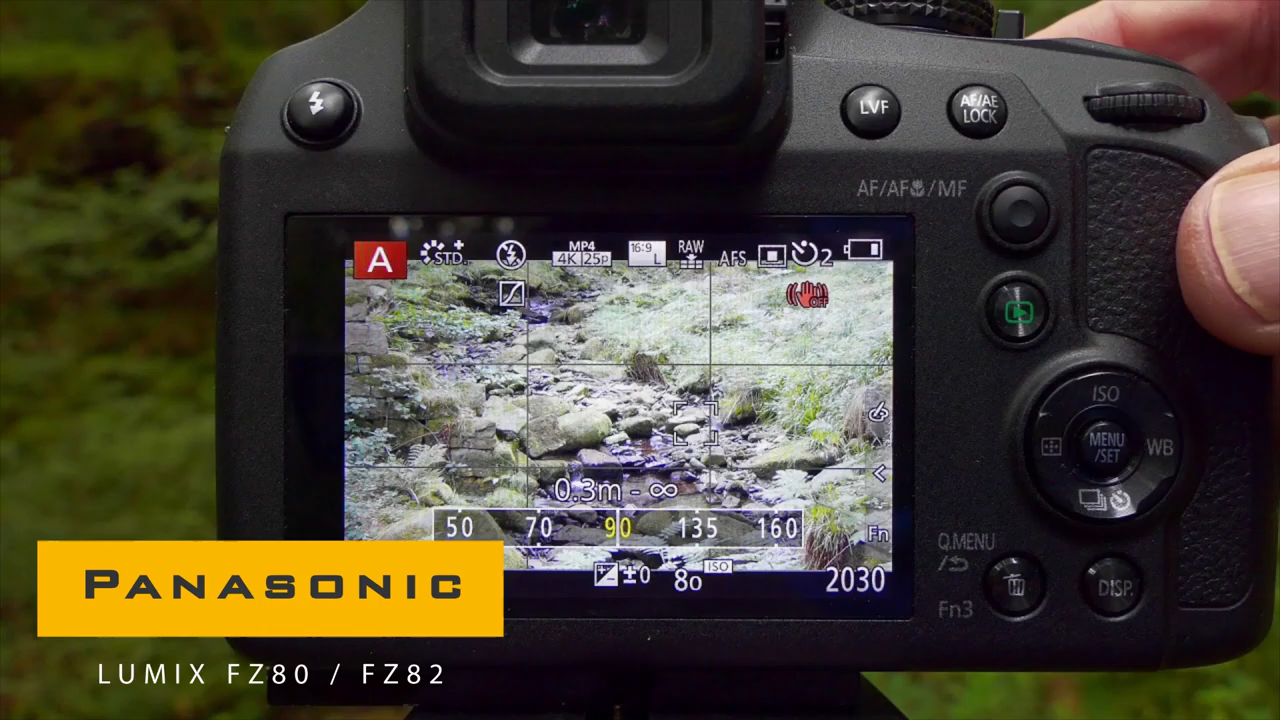 LVF
AF/AE
LOCK
AF/AF /MF
A
STD.
MP4
4K 25p
16:9
L
RAW
AFS
2
OFF
ISO
MENU
/SET
WB
0.3m - ∞
50 70 90 135 160
Fn
±0
80
ISO
2030
Q.MENU
/
Fn3
DISP.
PANASONIC
LUMIX FZ80 / FZ82